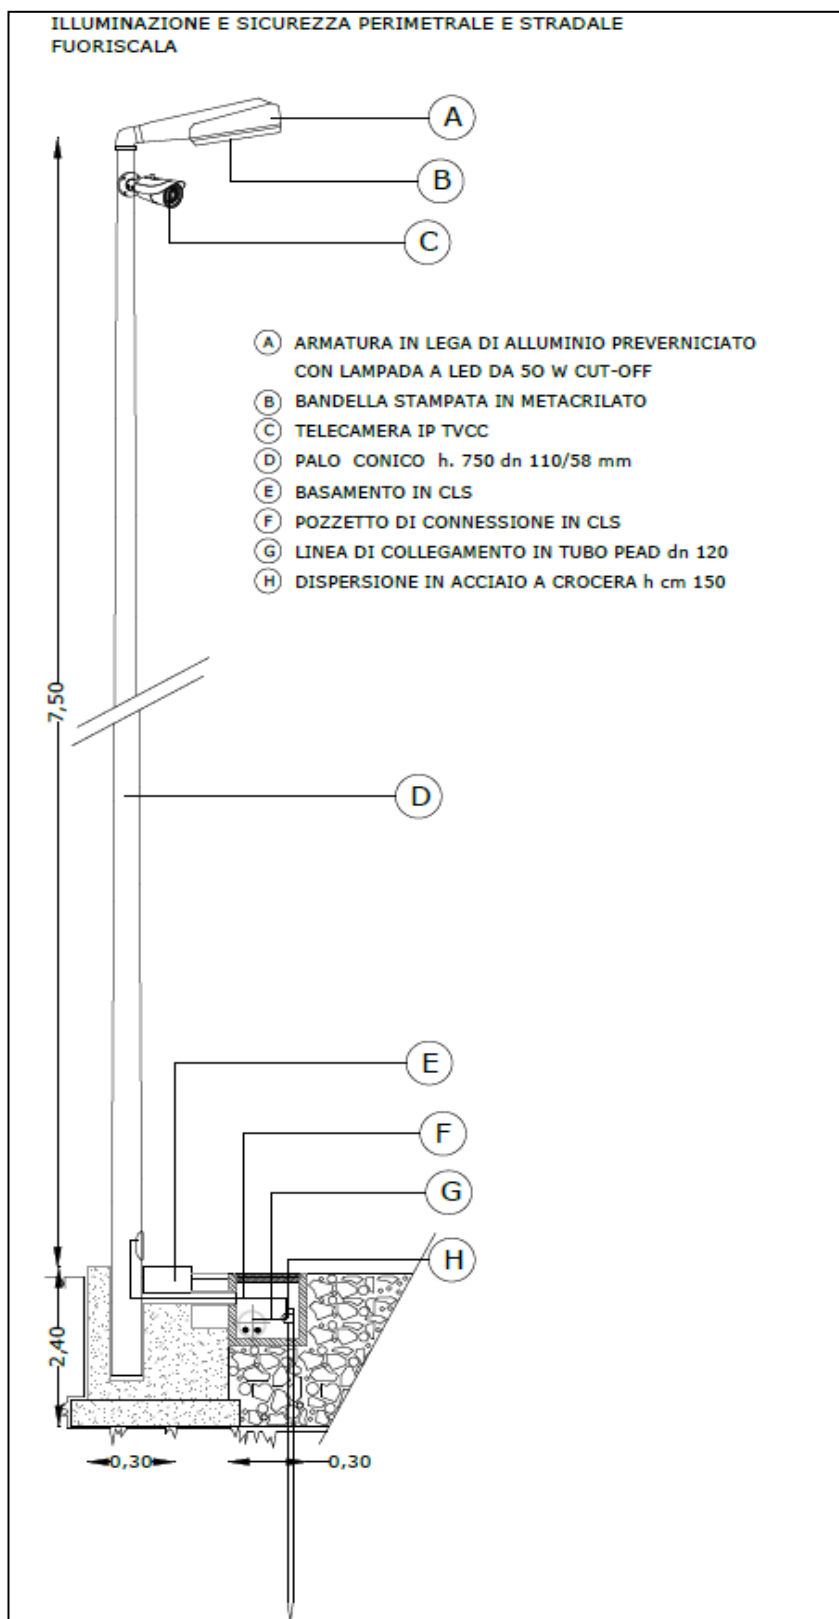 ILLUMINAZIONE E SICUREZZA PERIMETRALE E STRADALE
FUORISCALA
A
B
C
A ARMATURA IN LEGA DI ALLUMINIO PREVERNICIATO
CON LAMPADA A LED DA 50 W CUT-OFF
B BANDELLA STAMPATA IN METACRILATO
C TELECAMERA IP TVCC
D PALO CONICO h. 750 dn 110/58 mm
E BASAMENTO IN CLS
F POZZETTO DI CONNESSIONE IN CLS
G LINEA DI COLLEGAMENTO IN TUBO PEAD dn 120
H DISPERSIONE IN ACCIAIO A CROCERA h cm 150
7,50
D
E
F
G
H
2,40
0,30
0,30